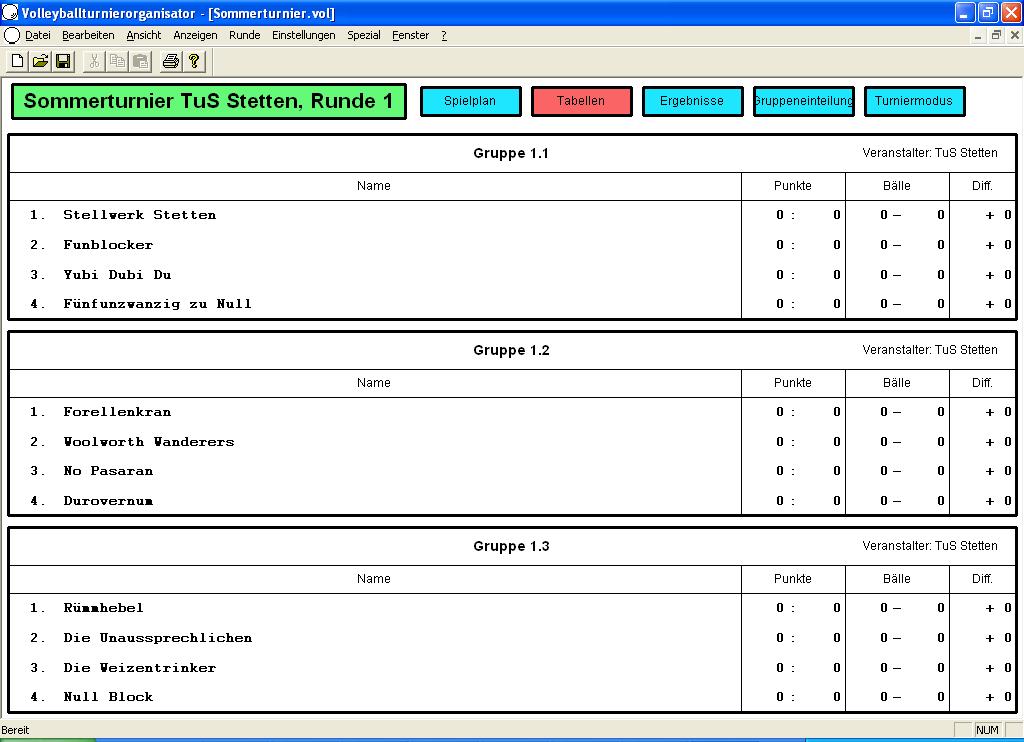 Volleyballturnierorganisator - [Sommerturnier.vol]
Datei Bearbeiten Ansicht Anzeigen Runde Einstellungen Spezial Fenster ?
Sommerturnier TuS Stetten, Runde 1 Spielplan Tabellen Ergebnisse Gruppeneinteilung Turniermodus
Gruppe 1.1 Veranstalter: TuS Stetten
Name Punkte Bälle Diff.
1. Stellwerk Stetten 0 : 0 0 – 0 + 0
2. Funblocker 0 : 0 0 – 0 + 0
3. Yubi Dubi Du 0 : 0 0 – 0 + 0
4. Fünfunzwanzig zu Null 0 : 0 0 – 0 + 0
Gruppe 1.2 Veranstalter: TuS Stetten
Name Punkte Bälle Diff.
1. Forellenkran 0 : 0 0 – 0 + 0
2. Woolworth Wanderers 0 : 0 0 – 0 + 0
3. No Pasaran 0 : 0 0 – 0 + 0
4. Durovernum 0 : 0 0 – 0 + 0
Gruppe 1.3 Veranstalter: TuS Stetten
Name Punkte Bälle Diff.
1. Rümmhebel 0 : 0 0 – 0 + 0
2. Die Unaussprechlichen 0 : 0 0 – 0 + 0
3. Die Weizentrinker 0 : 0 0 – 0 + 0
4. Null Block 0 : 0 0 – 0 + 0
Bereit NUM